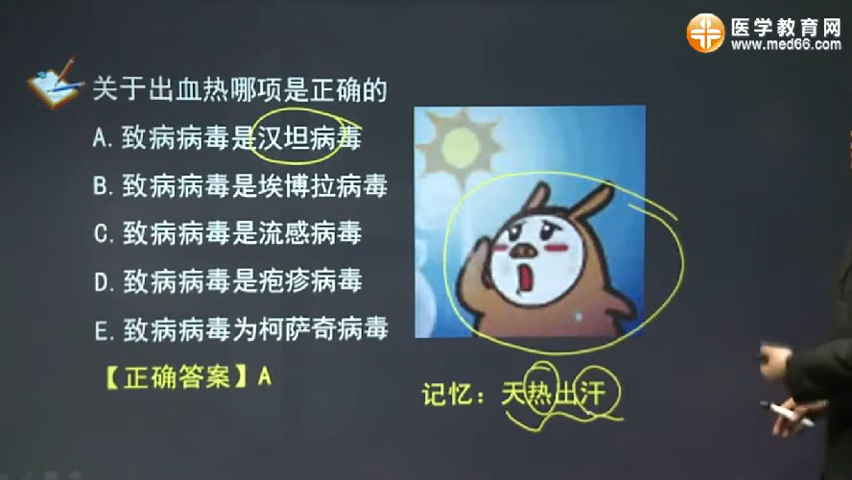 医学教育网
www.med66.com
关于出血热哪项是正确的
A. 致病病毒是汉坦病毒
B. 致病病毒是埃博拉病毒
C. 致病病毒是流感病毒
D. 致病病毒是疱疹病毒
E. 致病病毒为柯萨奇病毒
【正确答案】A
记忆：天热出汗